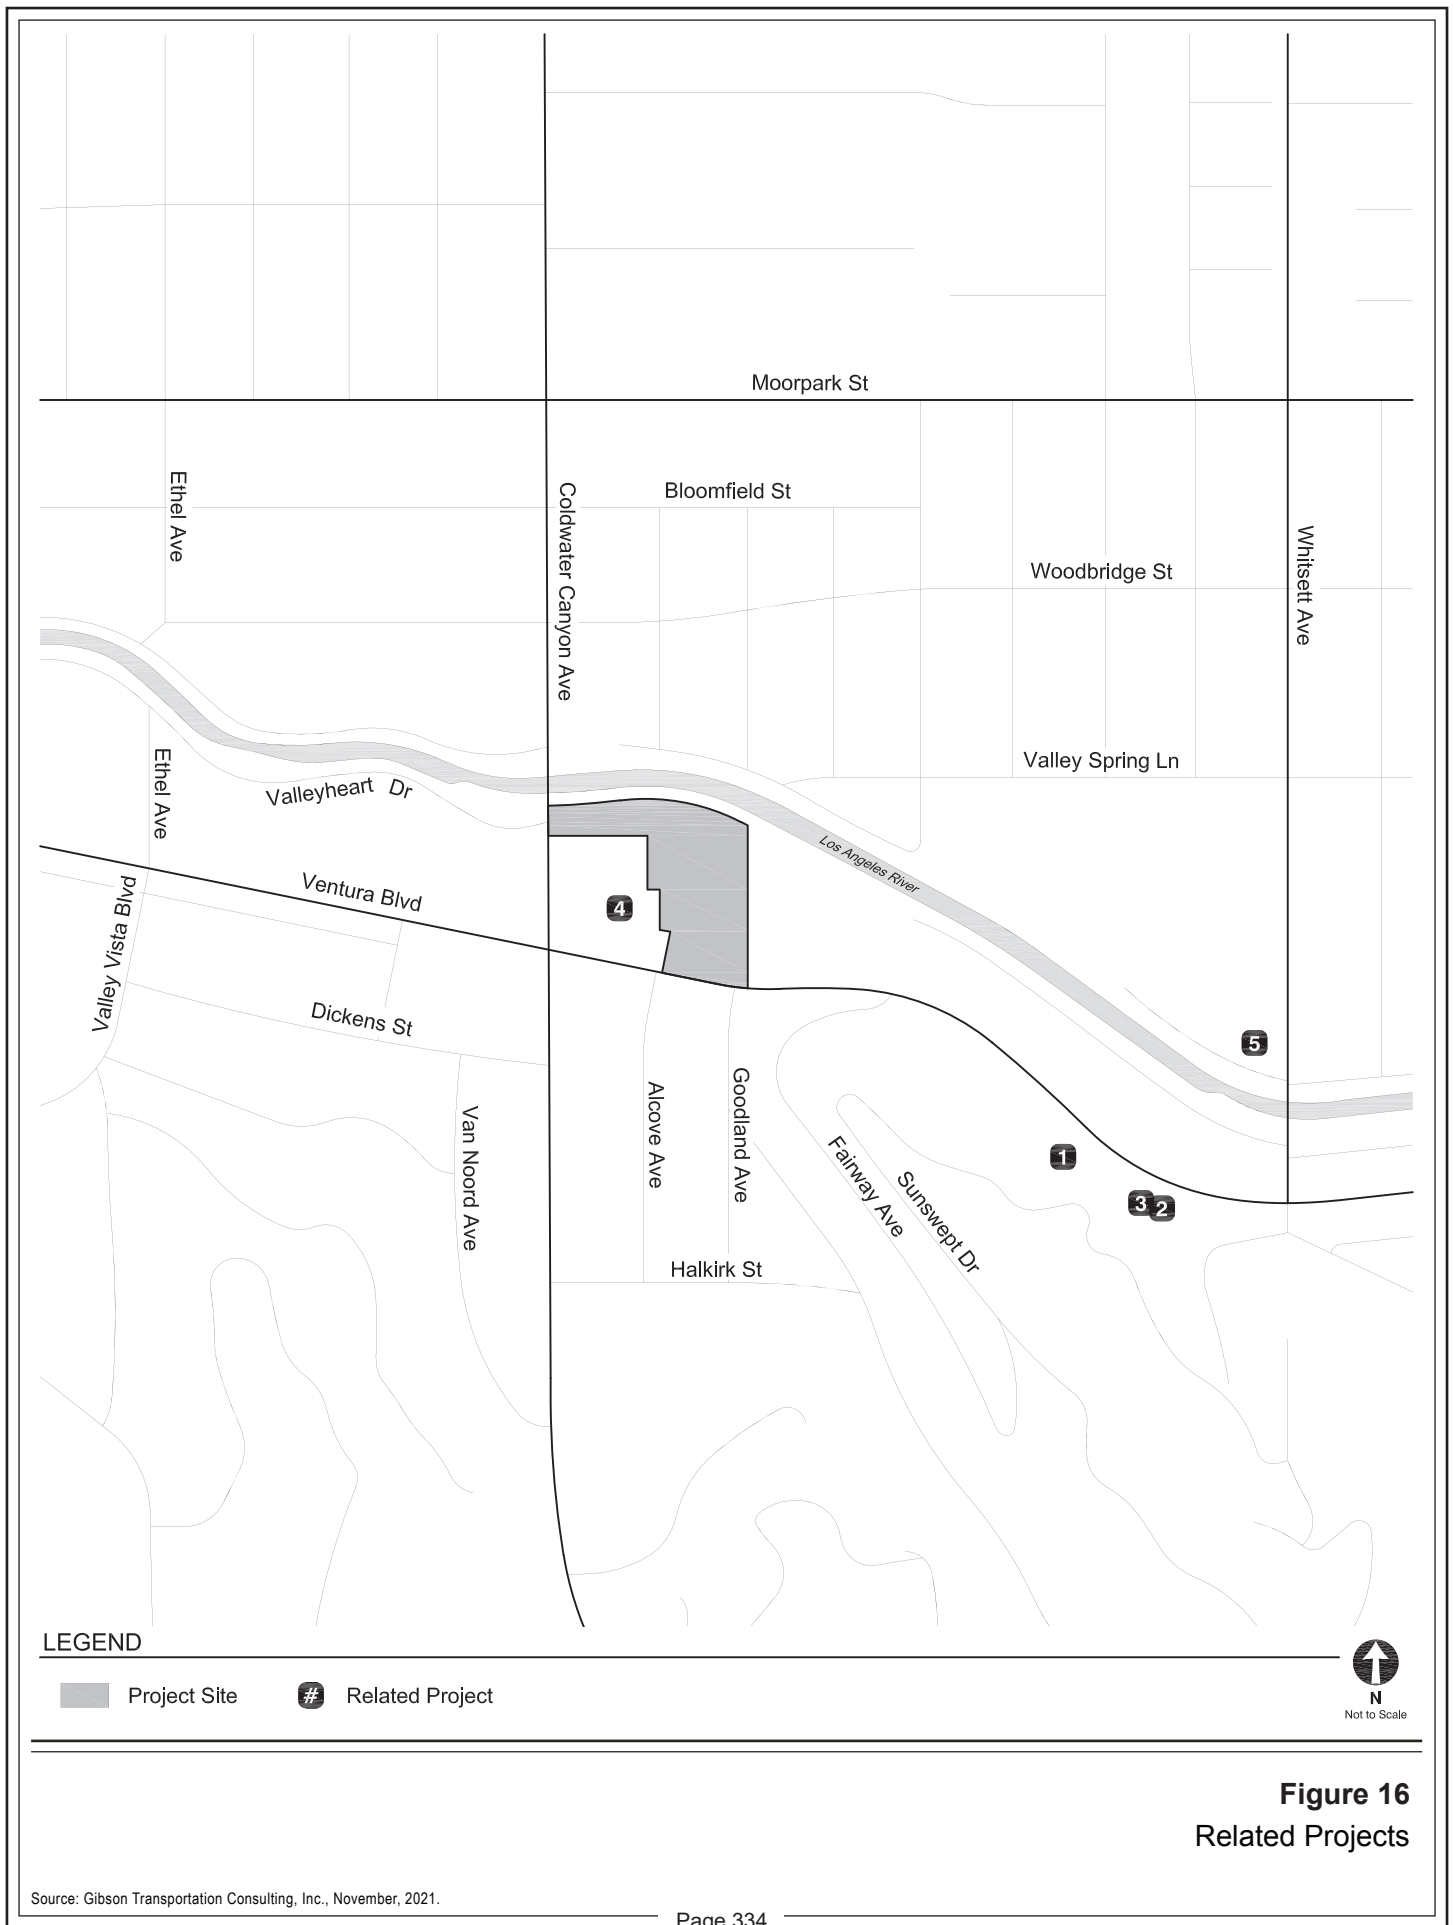 Moorpark St
Ethel Ave
Coldwater Canyon Ave
Bloomfield St
Whitsett Ave
Woodbridge St
Ethel Ave
Valleyheart Dr
Valley Spring Ln
Los Angeles River
Ventura Blvd
Valley Vista Blvd
4
Dickens St
5
Alcove Ave
Goodland Ave
Van Noord Ave
Fairway Ave
Sunswept Dr
1
3
2
Halkirk St
LEGEND
Project Site
# Related Project
N
Not to Scale
Figure 16
Related Projects
Source: Gibson Transportation Consulting, Inc., November, 2021.
Page 334